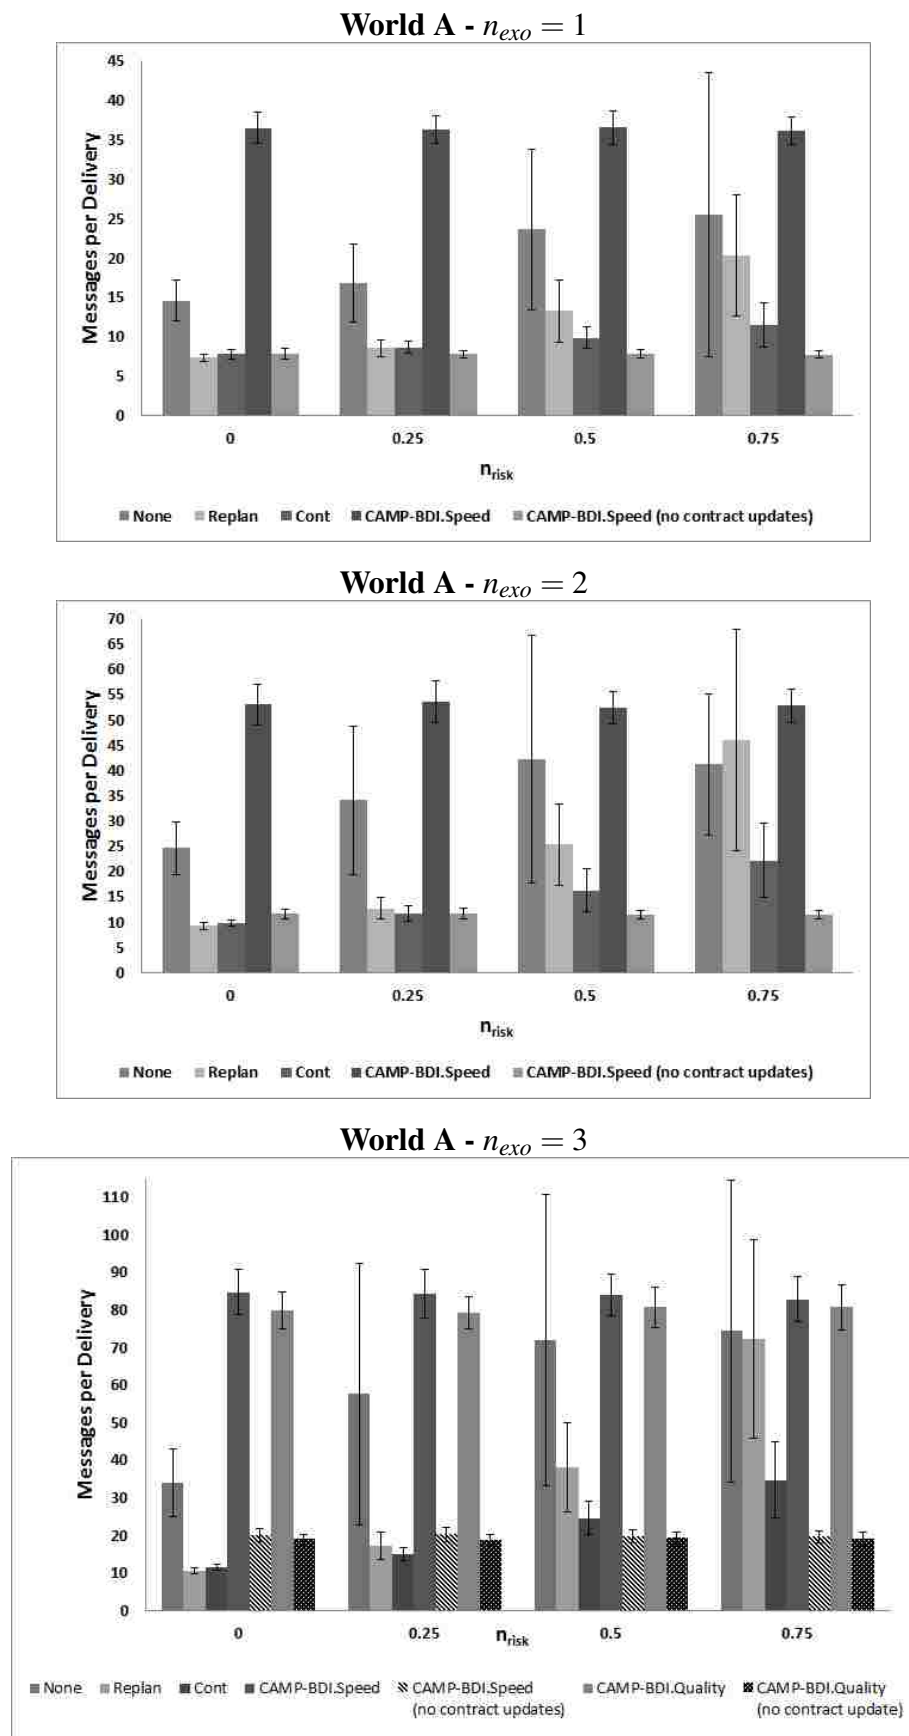 World A - nexo = 1
45
40
35
30
25
20
15
10
5
0
Messages per Delivery
0 0.25 0.5 0.75
nrisk
None Replan Cont CAMP-BDI.Speed CAMP-BDI.Speed (no contract updates)
World A - nexo = 2
70
65
60
55
50
45
40
35
30
25
20
15
10
5
0
Messages per Delivery
0 0.25 0.5 0.75
nrisk
None Replan Cont CAMP-BDI.Speed CAMP-BDI.Speed (no contract updates)
World A - nexo = 3
110
100
90
80
70
60
50
40
30
20
10
0
Messages per Delivery
0 0.25 nrisk 0.5 0.75
None Replan Cont CAMP-BDI.Speed CAMP-BDI.Speed CAMP-BDI.Quality CAMP-BDI.Quality
(no contract updates) (no contract update)